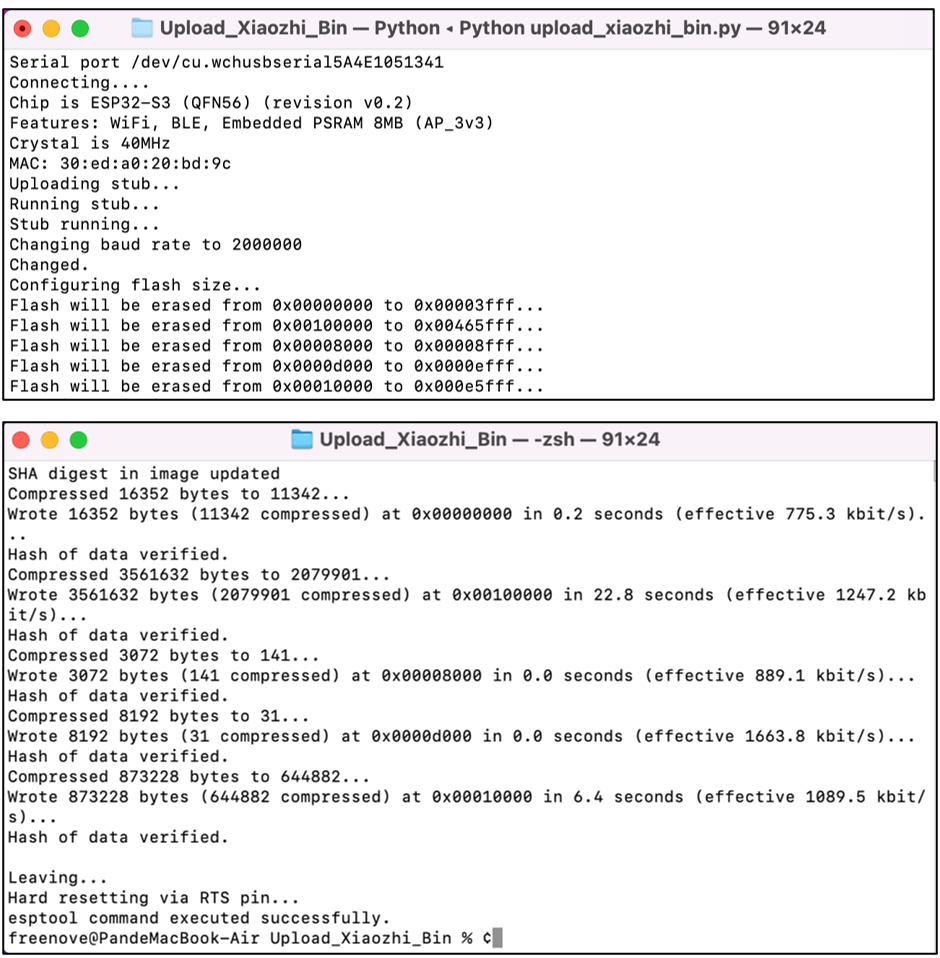 Upload_Xiaozhi_Bin — Python ◂ Python upload_xiaozhi_bin.py — 91×24
Serial port /dev/cu.wchusbserial5A4E1051341
Connecting....
Chip is ESP32-S3 (QFN56) (revision v0.2)
Features: WiFi, BLE, Embedded PSRAM 8MB (AP_3v3)
Crystal is 40MHz
MAC: 30:ed:a0:20:bd:9c
Uploading stub...
Running stub...
Stub running...
Changing baud rate to 2000000
Changed.
Configuring flash size...
Flash will be erased from 0x00000000 to 0x00003fff...
Flash will be erased from 0x00100000 to 0x00465fff...
Flash will be erased from 0x00008000 to 0x00008fff...
Flash will be erased from 0x0000d000 to 0x0000efff...
Flash will be erased from 0x00010000 to 0x000e5fff...
Upload_Xiaozhi_Bin — -zsh — 91×24
SHA digest in image updated
Compressed 16352 bytes to 11342...
Wrote 16352 bytes (11342 compressed) at 0x00000000 in 0.2 seconds (effective 775.3 kbit/s).
..
Hash of data verified.
Compressed 3561632 bytes to 2079901...
Wrote 3561632 bytes (2079901 compressed) at 0x00100000 in 22.8 seconds (effective 1247.2 kb
it/s)...
Hash of data verified.
Compressed 3072 bytes to 141...
Wrote 3072 bytes (141 compressed) at 0x00008000 in 0.0 seconds (effective 889.1 kbit/s)...
Hash of data verified.
Compressed 8192 bytes to 31...
Wrote 8192 bytes (31 compressed) at 0x0000d000 in 0.0 seconds (effective 1663.8 kbit/s)...
Hash of data verified.
Compressed 873228 bytes to 644882...
Wrote 873228 bytes (644882 compressed) at 0x00010000 in 6.4 seconds (effective 1089.5 kbit/
s)...
Hash of data verified.
Leaving...
Hard resetting via RTS pin...
esptool command executed successfully.
freenove@PandeMacBook-Air Upload_Xiaozhi_Bin % ¢